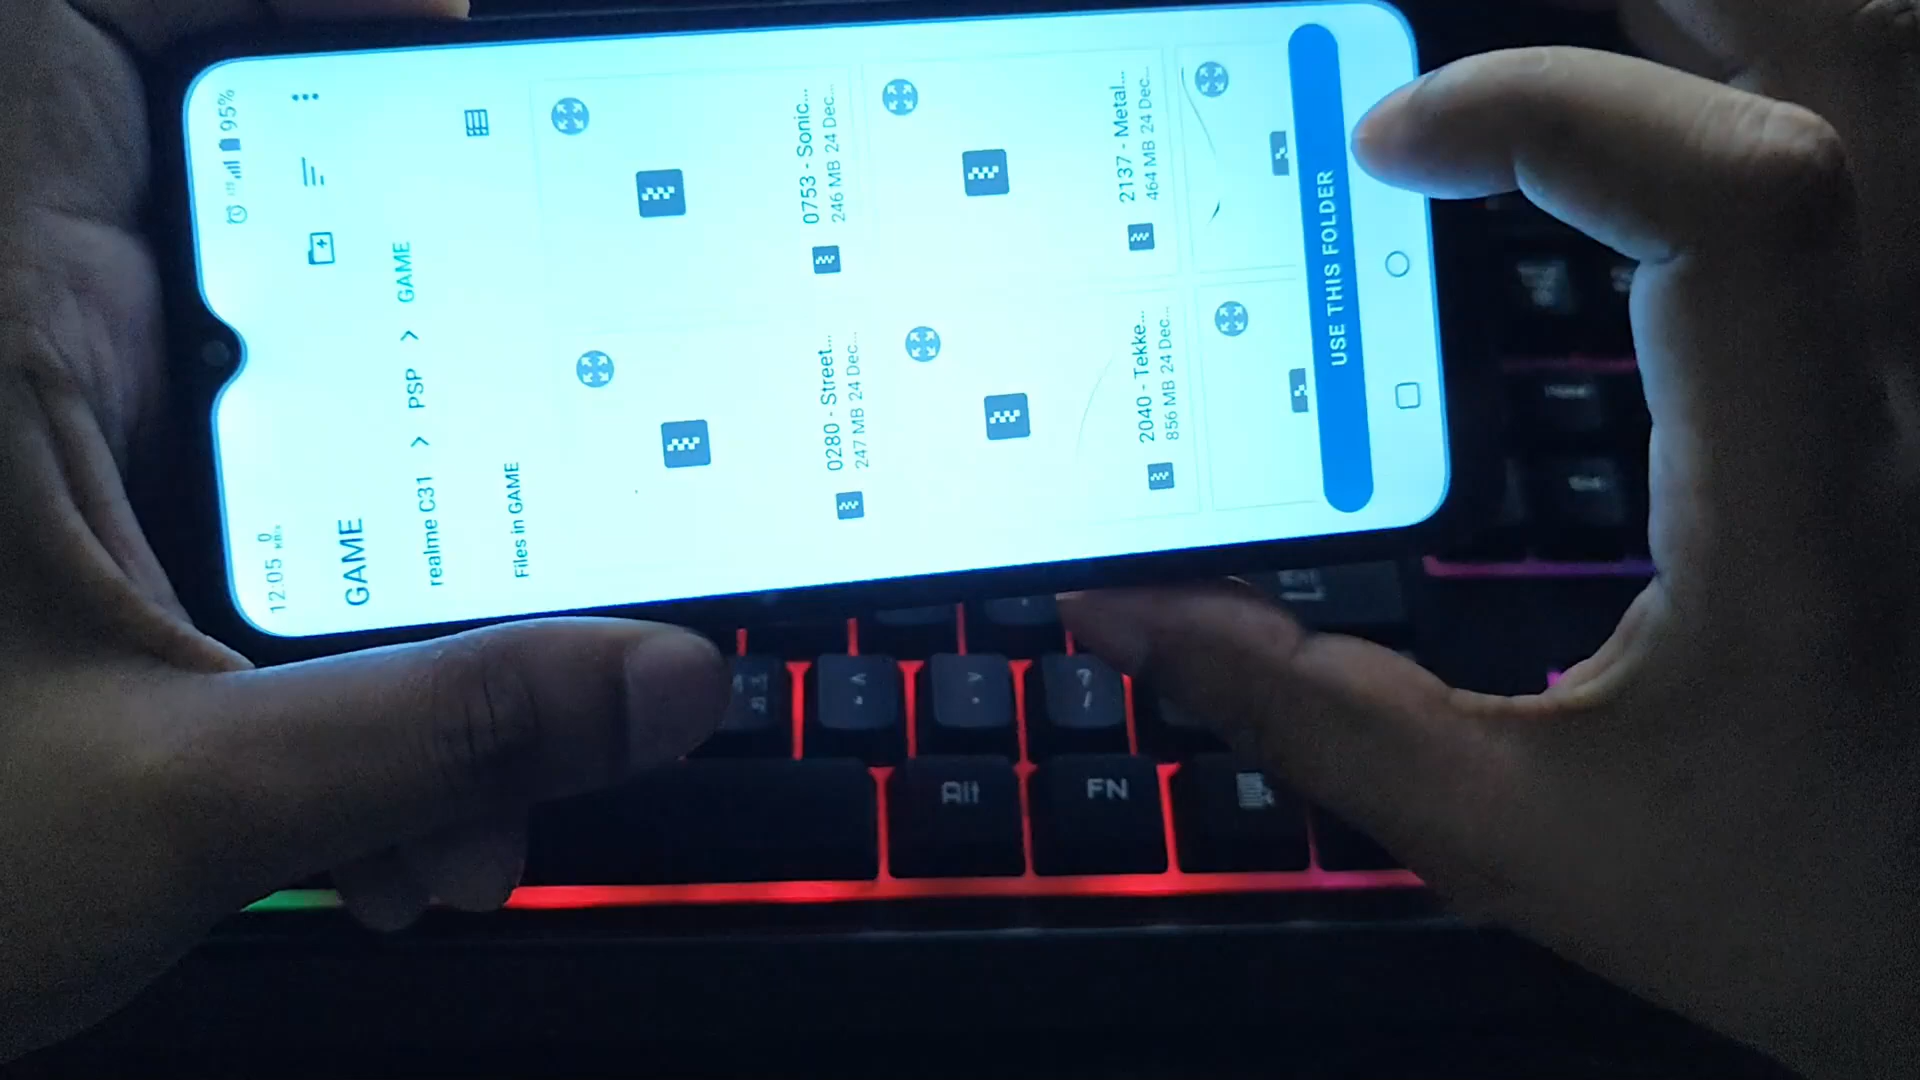 12:05
0
KB/s
95%
GAME
realme C31 > PSP > GAME
Files in GAME
0280 - Street...
247 MB 24 Dec...
0753 - Sonic...
246 MB 24 Dec...
2040 - Tekke...
856 MB 24 Dec...
2137 - Metal...
464 MB 24 Dec...
USE THIS FOLDER
?
/
Alt
FN